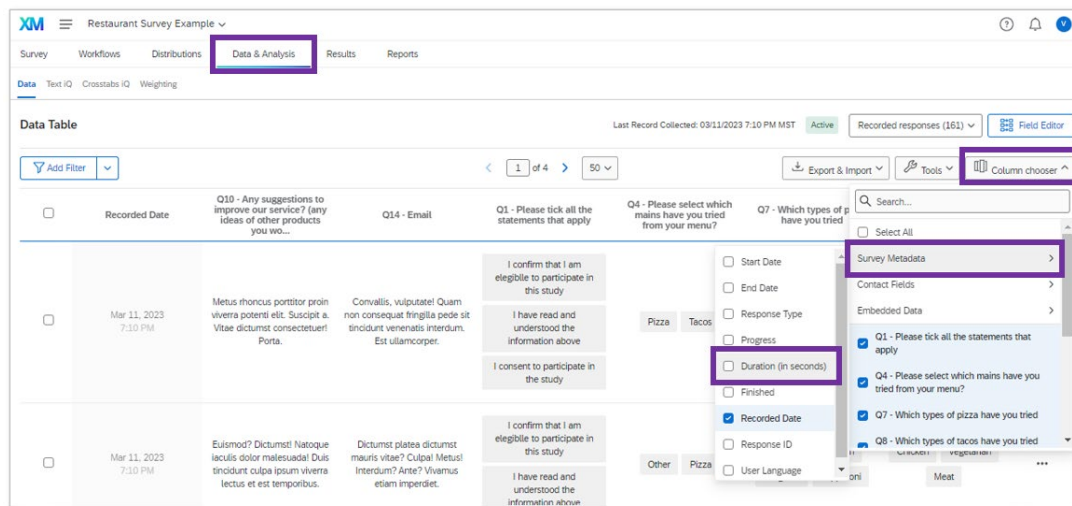 XM Restaurant Survey Example
V
Survey Workflows Distributions Data & Analysis Results Reports
Data Text iQ Crosstabs iQ Weighting
Data Table
Last Record Collected: 03/11/2023 7:10 PM MST Active Recorded responses (161) Field Editor
Add Filter
1 of 4 50
Export & Import Tools Column chooser
Recorded Date
Q10 - Any suggestions to
improve our service? (any
ideas of other products
you wo...
Q14 - Email
Q1 - Please tick all the
statements that apply
Q4 - Please select which
mains have you tried
from your menu?
Q7 - Which types of p
have you tried
Search...
Select All
Survey Metadata
Contact Fields
Embedded Data
Q1 - Please tick all the statements that
apply
Q4 - Please select which mains have you
tried from your menu?
Q7 - Which types of pizza have you tried
Q8 - Which types of tacos have you tried
Start Date
End Date
Response Type
Progress
Duration (in seconds)
Finished
Recorded Date
Response ID
User Language
Mar 11, 2023
7:10 PM
Metus rhoncus porttitor proin
viverra potenti elit. Suscipit a.
Vitae dictumst consectetuer!
Porta.
Convallis, vulputate! Quam
non consequat fringilla pede sit
tincidunt venenatis interdum.
Est ullamcorper.
I confirm that I am
elegiblle to participate in
this study
I have read and
understood the
information above
I consent to participate in
the study
Pizza Tacos
Mar 11, 2023
7:10 PM
Euismod? Dictumst! Natoque
iaculis dolor malesuada! Duis
tincidunt culpa ipsum viverra
lectus et est temporibus.
Dictumst platea dictumst
mauris vitae? Culpa! Metus!
Interdum? Ante? Vivamus
etiam imperdiet.
I confirm that I am
elegiblle to participate in
this study
I have read and
understood the
information above
Other Pizza
Chicken Vegetarian
Meat